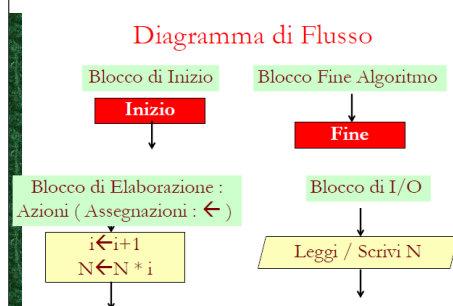 Diagramma di Flusso
Blocco di Inizio
Inizio
Blocco Fine Algoritmo
Fine
Blocco di Elaborazione :
Azioni ( Assegnazioni : ← )
i←i+1
N←N * i
Blocco di I/O
Leggi / Scrivi N